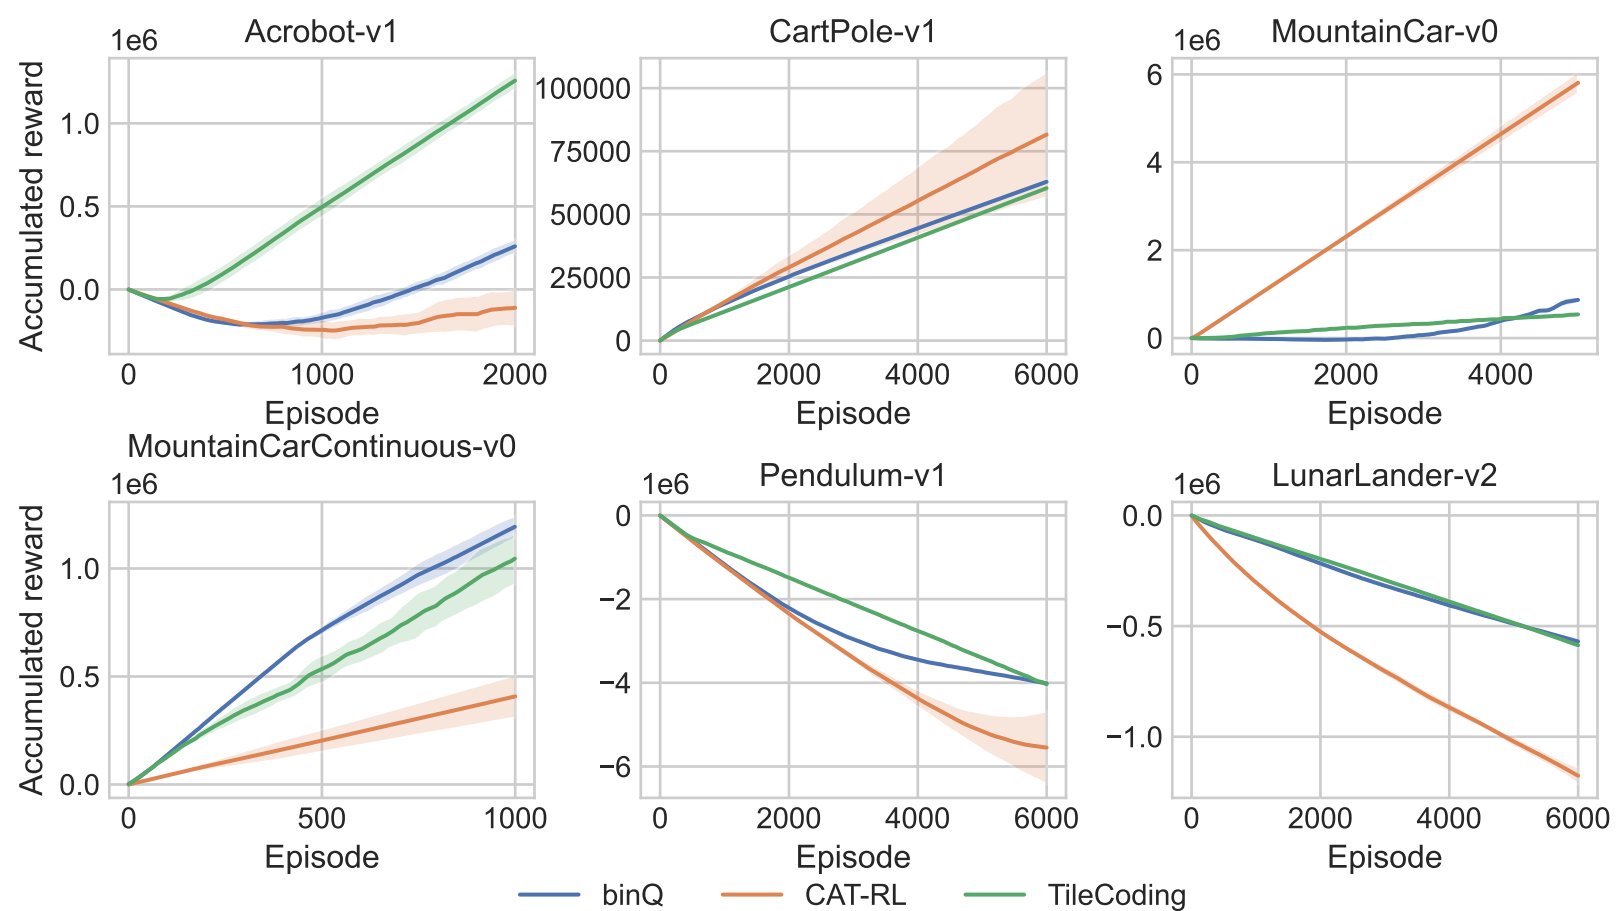 Acrobot-v1
CartPole-v1
MountainCar-v0
1e6
1e6
Accumulated reward
1.0
0.5
0.0
0
1000
2000
Episode
100000
75000
50000
25000
0
0
2000
4000
6000
Episode
6
4
2
0
0
2000
4000
Episode
MountainCarContinuous-v0
Pendulum-v1
LunarLander-v2
1e6
1e6
1e6
Accumulated reward
1.0
0.5
0.0
0
500
1000
Episode
0
−2
−4
−6
0
2000
4000
6000
Episode
0.0
−0.5
−1.0
0
2000
4000
6000
Episode
binQ
CAT-RL
TileCoding